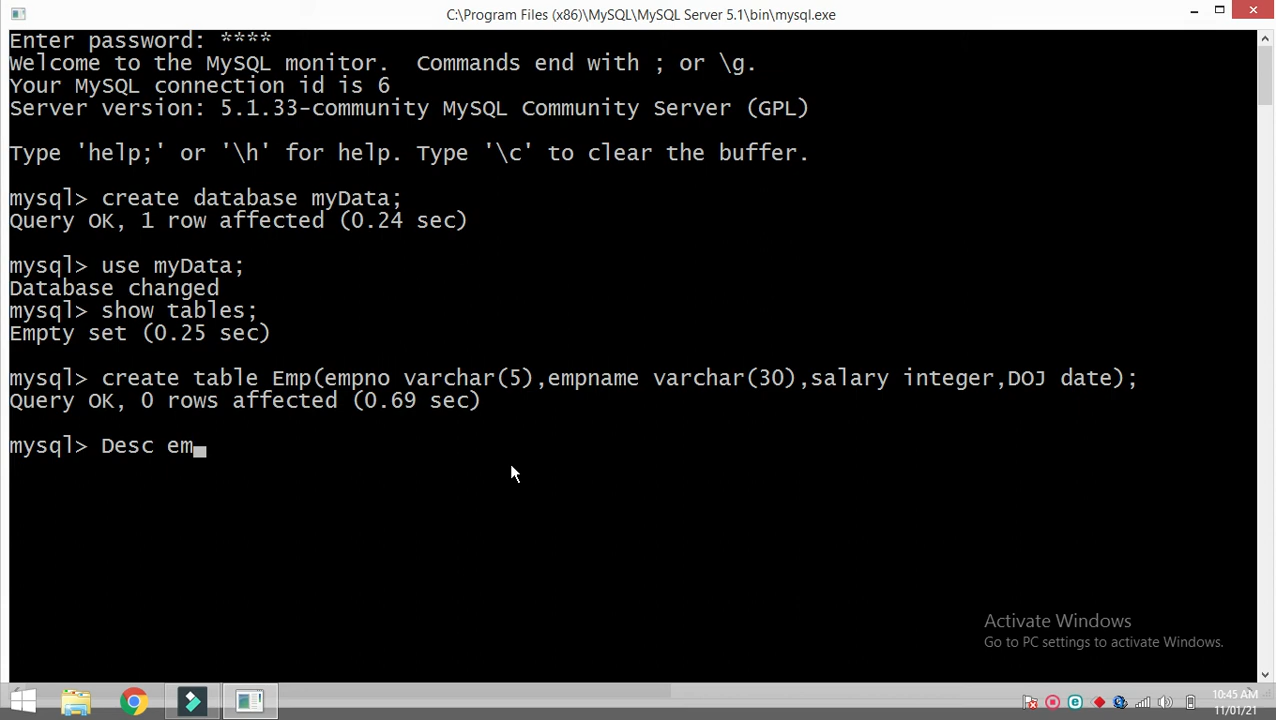 C:\Program Files (x86)\MySQL\MySQL Server 5.1\bin\mysql.exe
Enter password: ****
Welcome to the MySQL monitor.  Commands end with ; or \g.
Your MySQL connection id is 6
Server version: 5.1.33-community MySQL Community Server (GPL)
Type 'help;' or '\h' for help. Type '\c' to clear the buffer.
mysql> create database myData;
Query OK, 1 row affected (0.24 sec)
mysql> use myData;
Database changed
mysql> show tables;
Empty set (0.25 sec)
mysql> create table Emp(empno varchar(5),empname varchar(30),salary integer,DOJ date);
Query OK, 0 rows affected (0.69 sec)
mysql> Desc em
Activate Windows
Go to PC settings to activate Windows.
10:45 AM
11/01/21